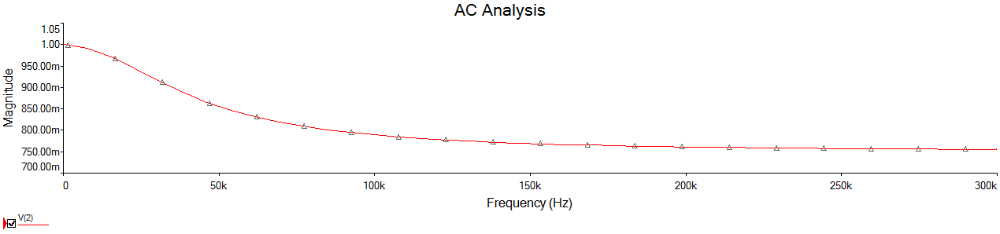 AC Analysis
1.05
1.00
950.00m
900.00m
850.00m
800.00m
750.00m
700.00m
Magnitude
0 50k 100k 150k 200k 250k 300k
Frequency (Hz)
V(2)